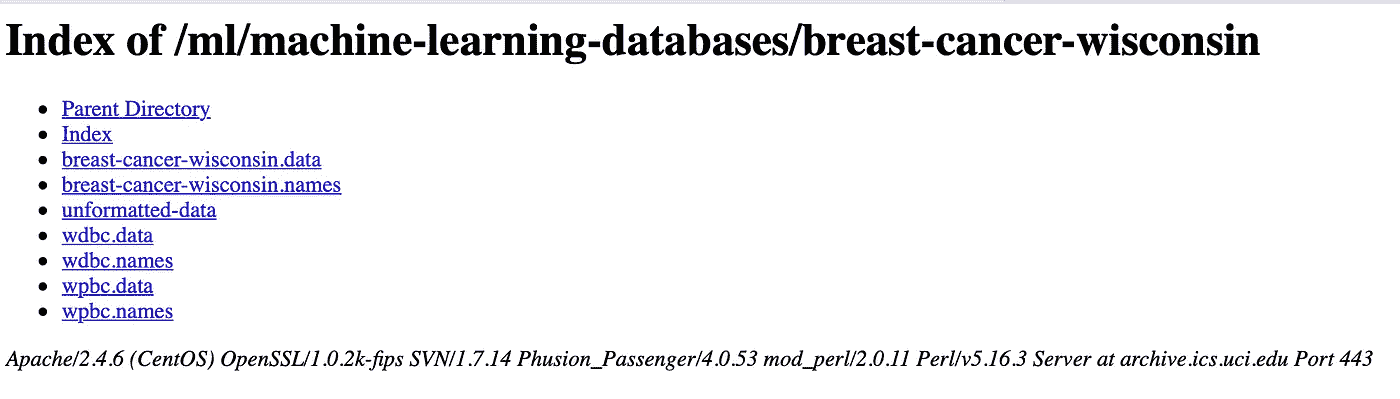 Index of /ml/machine-learning-databases/breast-cancer-wisconsin
Parent Directory
Index
breast-cancer-wisconsin.data
breast-cancer-wisconsin.names
unformatted-data
wdbc.data
wdbc.names
wpbc.data
wpbc.names
Apache/2.4.6 (CentOS) OpenSSL/1.0.2k-fips SVN/1.7.14 Phusion_Passenger/4.0.53 mod_perl/2.0.11 Perl/v5.16.3 Server at archive.ics.uci.edu Port 443